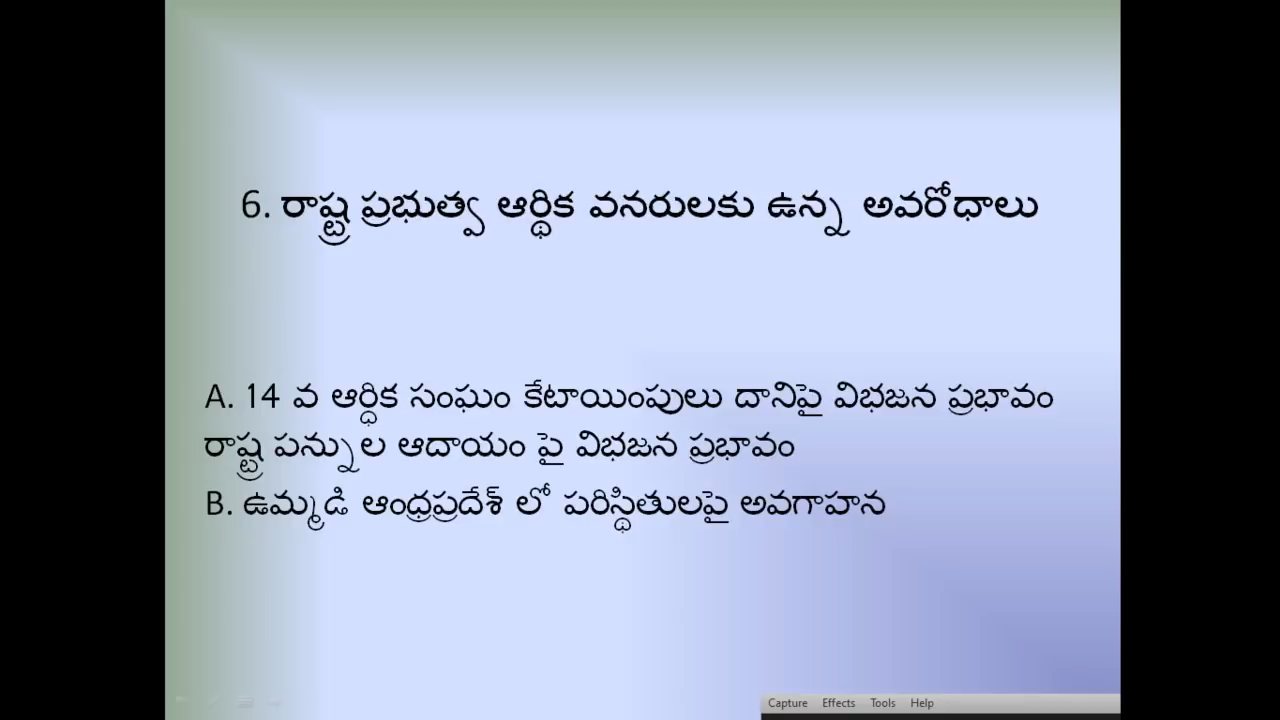 6. రాష్ట్ర ప్రభుత్వ ఆర్థిక వనరులకు ఉన్న అవరోధాలు
A. 14 వ ఆర్ధిక సంఘం కేటాయింపులు దానిపై విభజన ప్రభావం
రాష్ట్ర పన్నుల ఆదాయం పై విభజన ప్రభావం
B. ఉమ్మడి ఆంధ్రప్రదేశ్ లో పరిస్థితులపై అవగాహన
Capture Effects Tools Help